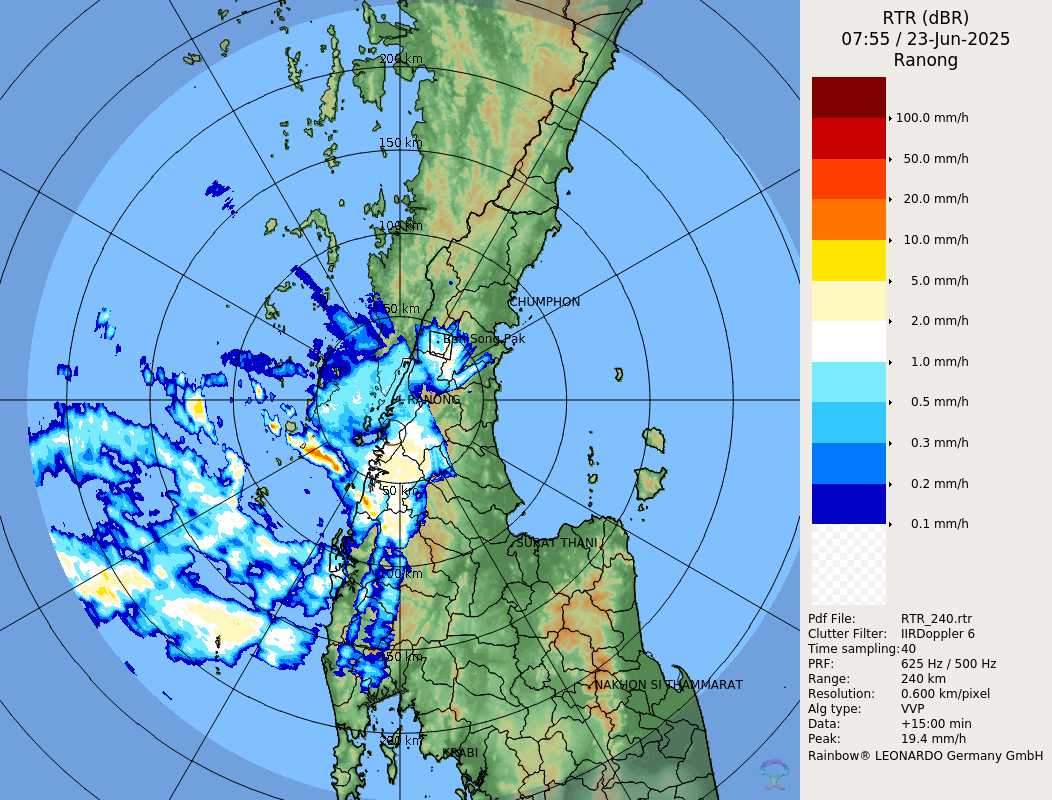 RTR (dBR)
07:55 / 23-Jun-2025
Ranong
100.0 mm/h
50.0 mm/h
20.0 mm/h
10.0 mm/h
5.0 mm/h
2.0 mm/h
1.0 mm/h
0.5 mm/h
0.3 mm/h
0.2 mm/h
0.1 mm/h
Pdf File: RTR_240.rtr
Clutter Filter: IIRDoppler 6
Time sampling: 40
PRF: 625 Hz / 500 Hz
Range: 240 km
Resolution: 0.600 km/pixel
Alg type: VVP
Data: +15:00 min
Peak: 19.4 mm/h
Rainbow® LEONARDO Germany GmbH
200 km
150 km
100 km
50 km
CHUMPHON
Ban Song Pak
RANONG
50 km
SURAT THANI
100 km
150 km
NAKHON SI THAMMARAT
200 km
KRABI